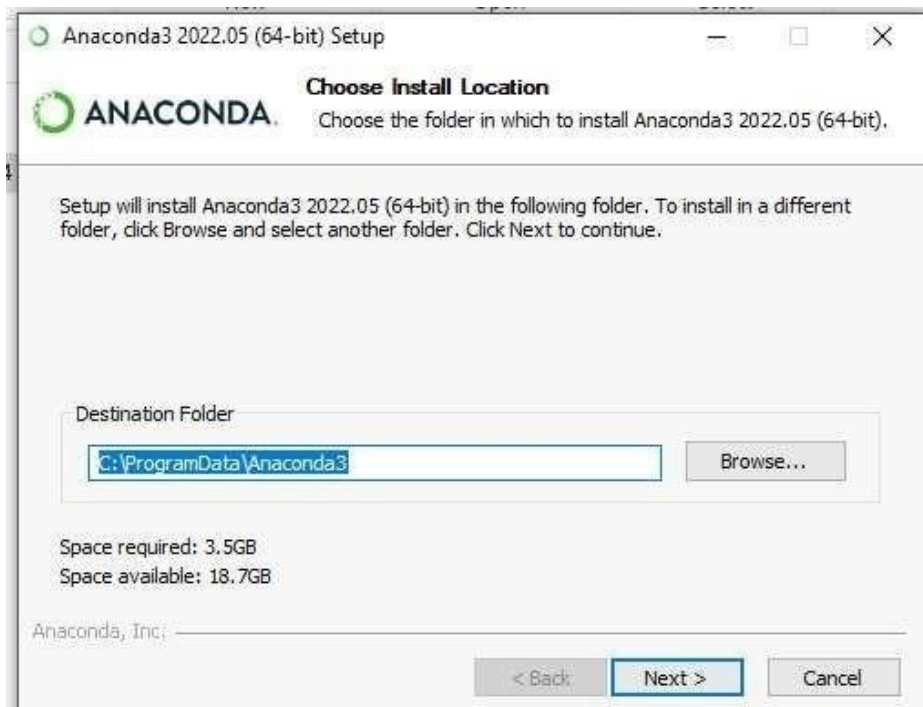 Anaconda3 2022.05 (64-bit) Setup
ANACONDA.
Choose Install Location
Choose the folder in which to install Anaconda3 2022.05 (64-bit).
Setup will install Anaconda3 2022.05 (64-bit) in the following folder. To install in a different
folder, click Browse and select another folder. Click Next to continue.
Destination Folder
C:\ProgramData\Anaconda3
Browse...
Space required: 3.5GB
Space available: 18.7GB
Anaconda, Inc.
< Back
Next >
Cancel